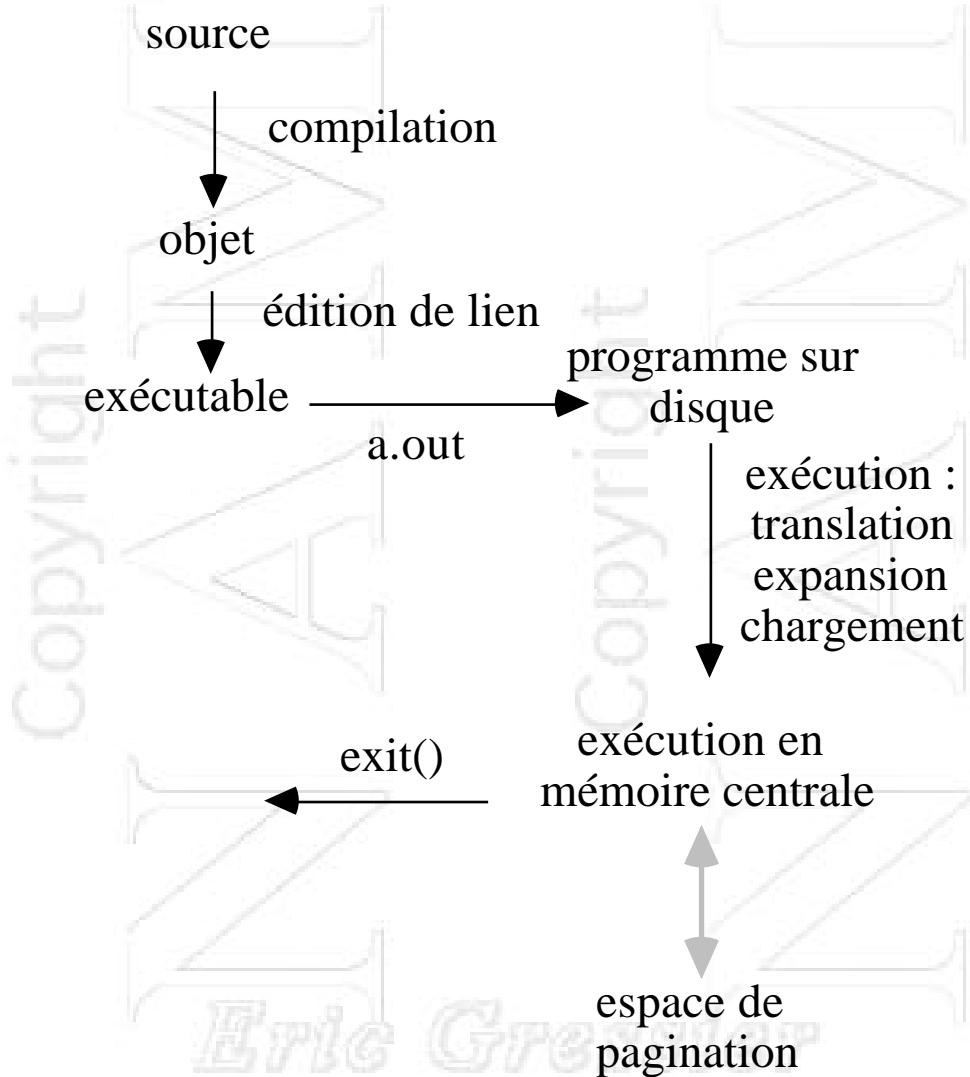 source
compilation
objet
édition de lien
exécutable
a.out
programme sur
disque
exécution :
translation
expansion
chargement
exécution en
mémoire centrale
exit()
espace de
pagination
Copyright
Copyright
Eric